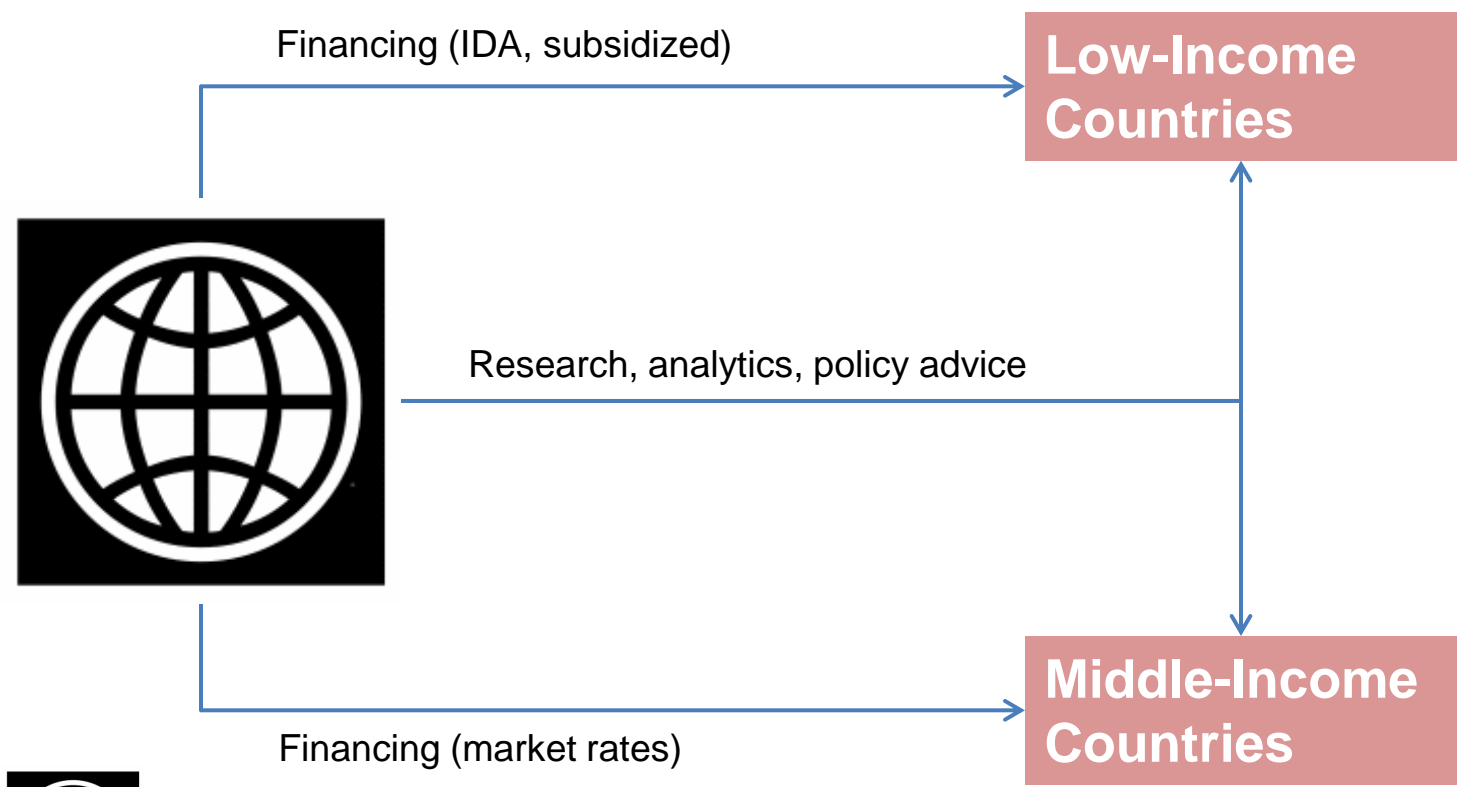 Financing (IDA, subsidized)
Low-Income
Countries
Research, analytics, policy advice
Middle-Income
Countries
Financing (market rates)